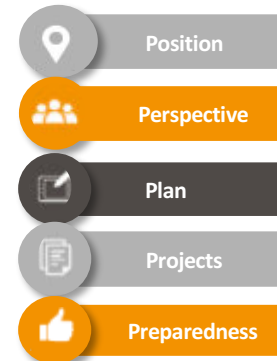 Position
Perspective
Plan
Projects
Preparedness